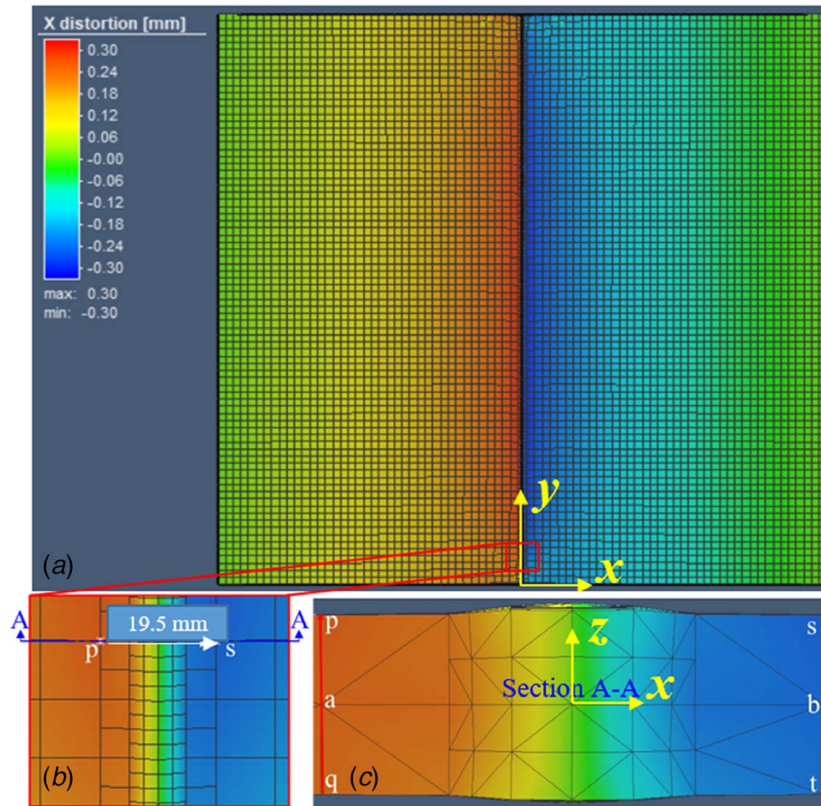 X distortion [mm]
0.30
0.24
0.18
0.12
0.06
-0.00
-0.06
-0.12
-0.18
-0.24
-0.30
max: 0.30
min: -0.30
y
x
(a)
A
19.5 mm
A
p
s
(b)
p
s
z
Section A-A
x
a
b
q
t
(c)